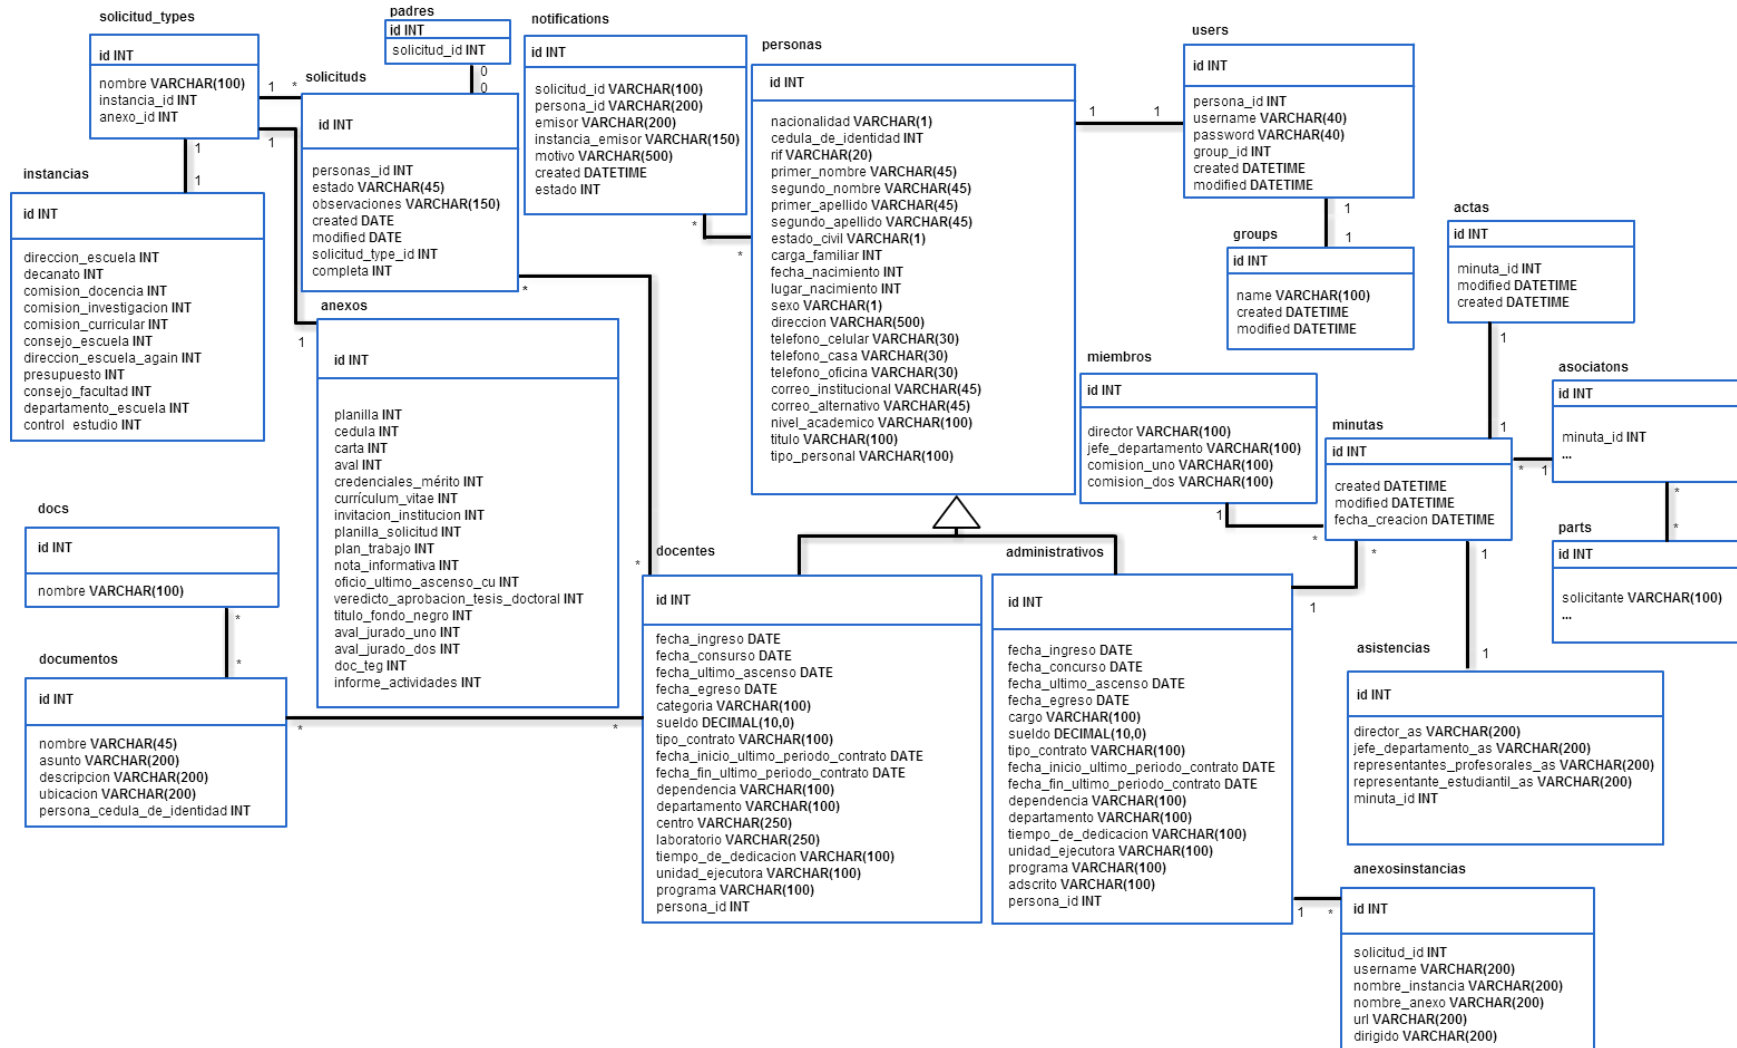 solicitud_types
id INT
nombre VARCHAR(100)
instancia_id INT
anexo_id INT
1
*
1
1
1
padres
id INT
solicitud_id INT
0
0
solicituds
id INT
personas_id INT
estado VARCHAR(45)
observaciones VARCHAR(150)
created DATE
modified DATE
solicitud_type_id INT
completa INT
*
notifications
id INT
solicitud_id VARCHAR(100)
persona_id VARCHAR(200)
emisor VARCHAR(200)
instancia_emisor VARCHAR(150)
motivo VARCHAR(500)
created DATETIME
estado INT
*
*
personas
id INT
nacionalidad VARCHAR(1)
cedula_de_identidad INT
rif VARCHAR(20)
primer_nombre VARCHAR(45)
segundo_nombre VARCHAR(45)
primer_apellido VARCHAR(45)
segundo_apellido VARCHAR(45)
estado_civil VARCHAR(1)
carga_familiar INT
fecha_nacimiento INT
lugar_nacimiento INT
sexo VARCHAR(1)
direccion VARCHAR(500)
telefono_celular VARCHAR(30)
telefono_casa VARCHAR(30)
telefono_oficina VARCHAR(30)
correo_institucional VARCHAR(45)
correo_alternativo VARCHAR(45)
nivel_academico VARCHAR(100)
titulo VARCHAR(100)
tipo_personal VARCHAR(100)
1
1
users
id INT
persona_id INT
username VARCHAR(40)
password VARCHAR(40)
group_id INT
created DATETIME
modified DATETIME
1
1
groups
id INT
name VARCHAR(100)
created DATETIME
modified DATETIME
actas
id INT
minuta_id INT
modified DATETIME
created DATETIME
1
1
instancias
id INT
direccion_escuela INT
decanato INT
comision_docencia INT
comision_investigacion INT
comision_curricular INT
consejo_escuela INT
direccion_escuela_again INT
presupuesto INT
consejo_facultad INT
departamento_escuela INT
control_estudio INT
anexos
1
id INT
planilla INT
cedula INT
carta INT
aval INT
credenciales_mérito INT
currículum_vitae INT
invitacion_institucion INT
planilla_solicitud INT
plan_trabajo INT
nota_informativa INT
oficio_ultimo_ascenso_cu INT
veredicto_aprobacion_tesis_doctoral INT
titulo_fondo_negro INT
aval_jurado_uno INT
aval_jurado_dos INT
doc_teg INT
informe_actividades INT
miembros
id INT
director VARCHAR(100)
jefe_departamento VARCHAR(100)
comision_uno VARCHAR(100)
comision_dos VARCHAR(100)
1
*
minutas
id INT
created DATETIME
modified DATETIME
fecha_creacion DATETIME
*
1
asociatons
id INT
minuta_id INT
...
*
*
parts
id INT
solicitante VARCHAR(100)
...
docs
id INT
nombre VARCHAR(100)
*
*
documentos
id INT
nombre VARCHAR(45)
asunto VARCHAR(200)
descripcion VARCHAR(200)
ubicacion VARCHAR(200)
persona_cedula_de_identidad INT
*
*
*
docentes
id INT
fecha_ingreso DATE
fecha_consurso DATE
fecha_ultimo_ascenso DATE
fecha_egreso DATE
categoria VARCHAR(100)
sueldo DECIMAL(10,0)
tipo_contrato VARCHAR(100)
fecha_inicio_ultimo_periodo_contrato DATE
fecha_fin_ultimo_periodo_contrato DATE
dependencia VARCHAR(100)
departamento VARCHAR(100)
centro VARCHAR(250)
laboratorio VARCHAR(250)
tiempo_de_dedicacion VARCHAR(100)
unidad_ejecutora VARCHAR(100)
programa VARCHAR(100)
persona_id INT
administrativos
id INT
fecha_ingreso DATE
fecha_concurso DATE
fecha_ultimo_ascenso DATE
fecha_egreso DATE
cargo VARCHAR(100)
sueldo DECIMAL(10,0)
tipo_contrato VARCHAR(100)
fecha_inicio_ultimo_periodo_contrato DATE
fecha_fin_ultimo_periodo_contrato DATE
dependencia VARCHAR(100)
departamento VARCHAR(100)
tiempo_de_dedicacion VARCHAR(100)
unidad_ejecutora VARCHAR(100)
programa VARCHAR(100)
adscrito VARCHAR(100)
persona_id INT
*
1
1
1
asistencias
id INT
director_as VARCHAR(200)
jefe_departamento_as VARCHAR(200)
representantes_profesorales_as VARCHAR(200)
representante_estudiantil_as VARCHAR(200)
minuta_id INT
1
*
anexosinstancias
id INT
solicitud_id INT
username VARCHAR(200)
nombre_instancia VARCHAR(200)
nombre_anexo VARCHAR(200)
url VARCHAR(200)
dirigido VARCHAR(200)